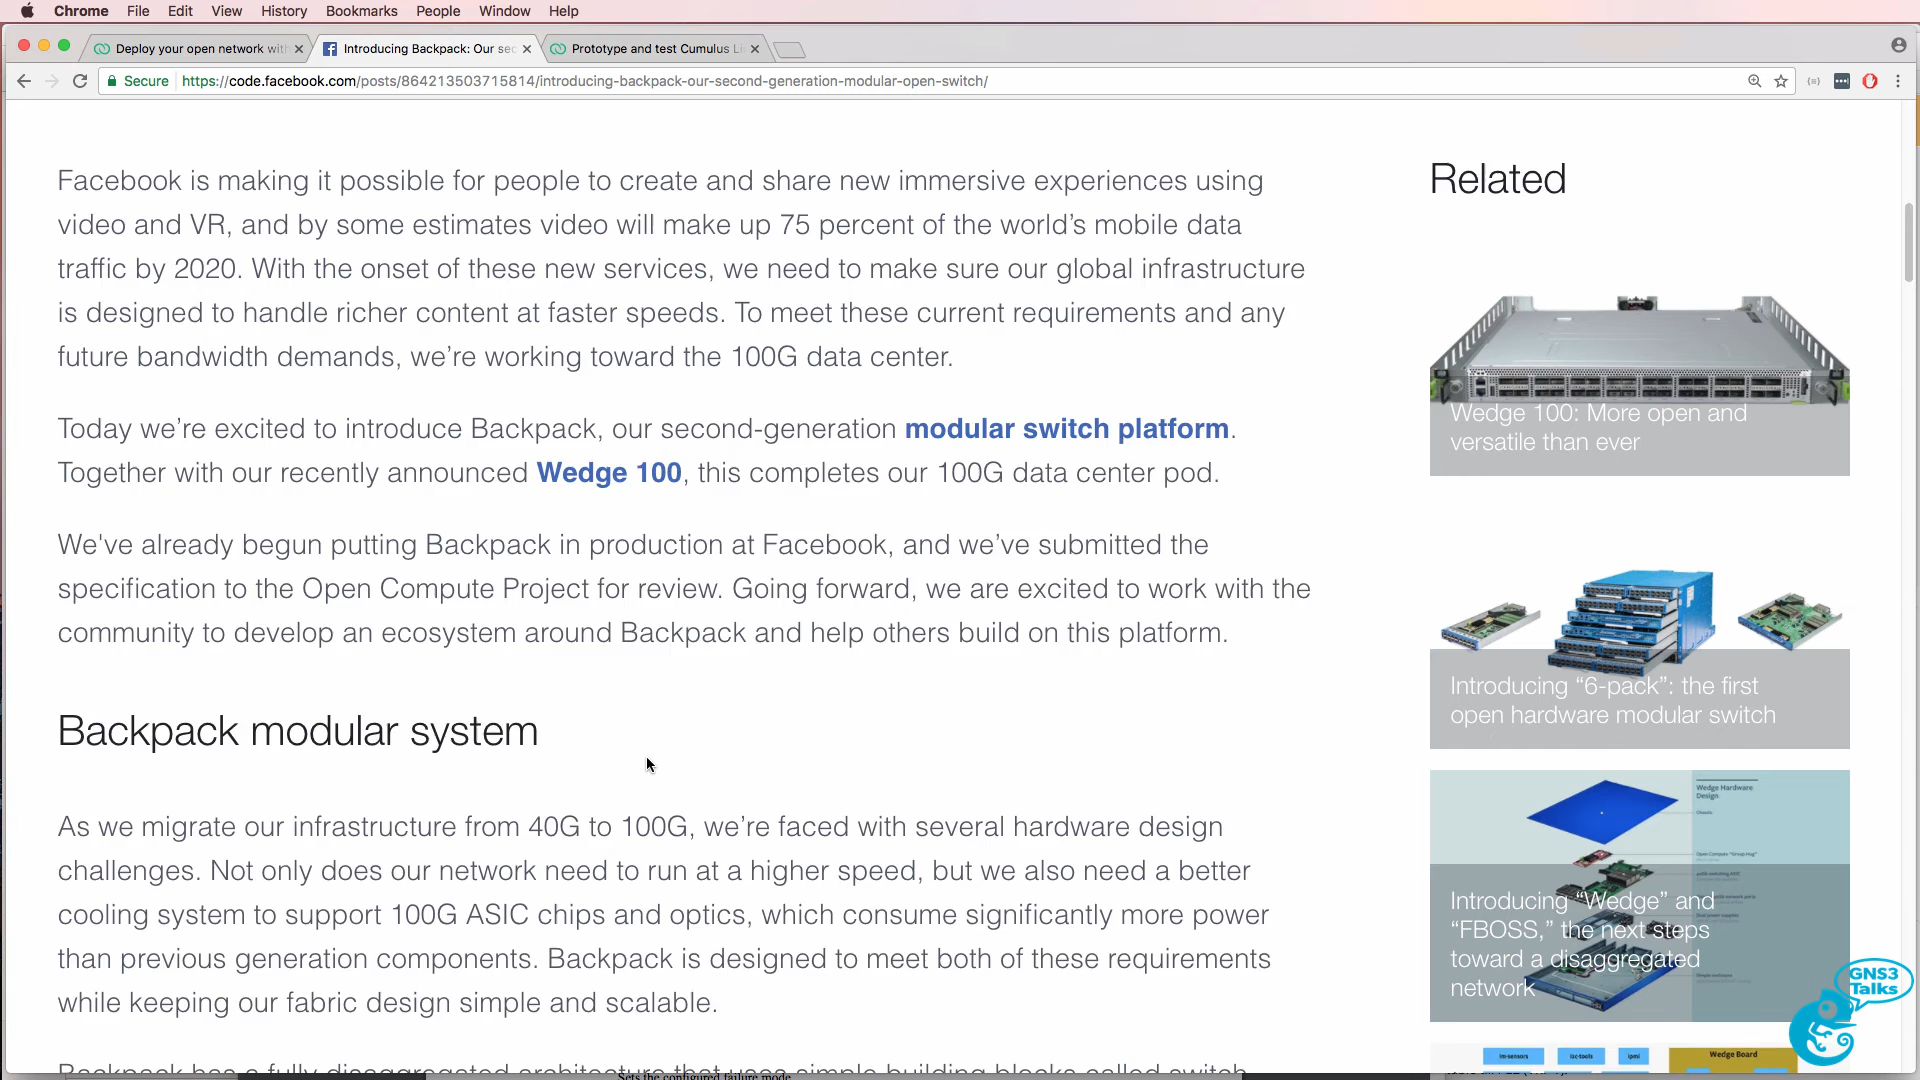 Chrome File Edit View History Bookmarks People Window Help
Deploy your open network with
Introducing Backpack: Our sec
Prototype and test Cumulus Li
Secure https://code.facebook.com/posts/864213503715814/introducing-backpack-our-second-generation-modular-open-switch/
Facebook is making it possible for people to create and share new immersive experiences using
video and VR, and by some estimates video will make up 75 percent of the world’s mobile data
traffic by 2020. With the onset of these new services, we need to make sure our global infrastructure
is designed to handle richer content at faster speeds. To meet these current requirements and any
future bandwidth demands, we’re working toward the 100G data center.
Today we’re excited to introduce Backpack, our second-generation modular switch platform.
Together with our recently announced Wedge 100, this completes our 100G data center pod.
We've already begun putting Backpack in production at Facebook, and we’ve submitted the
specification to the Open Compute Project for review. Going forward, we are excited to work with the
community to develop an ecosystem around Backpack and help others build on this platform.
Backpack modular system
As we migrate our infrastructure from 40G to 100G, we’re faced with several hardware design
challenges. Not only does our network need to run at a higher speed, but we also need a better
cooling system to support 100G ASIC chips and optics, which consume significantly more power
than previous generation components. Backpack is designed to meet both of these requirements
while keeping our fabric design simple and scalable.
Backpack has a fully disaggregated architecture that uses simple building blocks called switch
Sets the configured failure mode
Related
Wedge 100: More open and
versatile than ever
Introducing “6-pack”: the first
open hardware modular switch
Wedge Hardware
Design
Introducing “Wedge” and
“FBOSS,” the next steps
toward a disaggregated
network
GNS3
Talks
lm-sensors i2c-tools ipmi Wedge Board